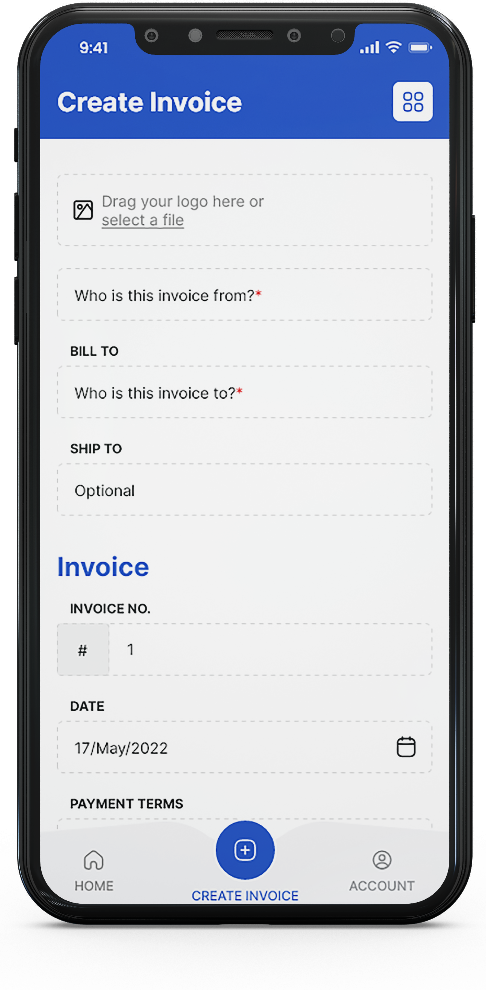 9:41
Create Invoice
Drag your logo here or
select a file
Who is this invoice from?*
BILL TO
Who is this invoice to?*
SHIP TO
Optional
Invoice
INVOICE NO.
# 1
DATE
17/May/2022
PAYMENT TERMS
HOME
CREATE INVOICE
ACCOUNT